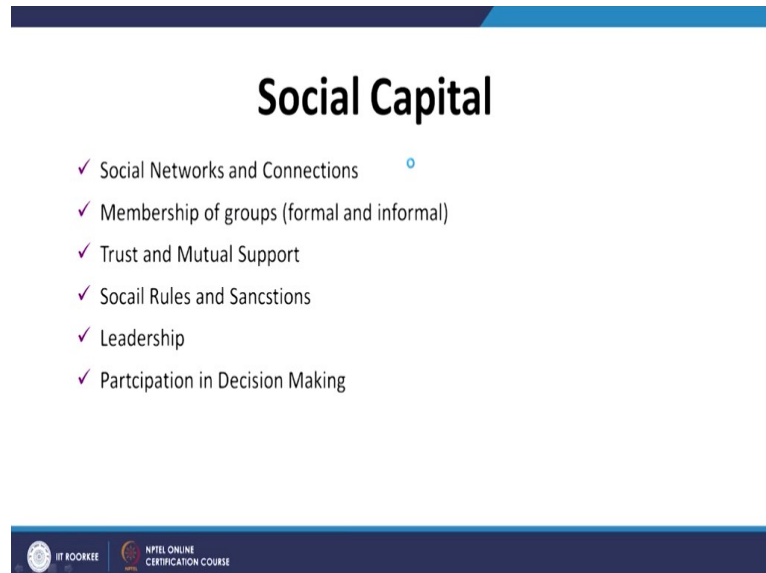 Social Capital
✓ Social Networks and Connections
✓ Membership of groups (formal and informal)
✓ Trust and Mutual Support
✓ Socail Rules and Sancstions
✓ Leadership
✓ Partcipation in Decision Making
IIT ROORKEE
NPTEL ONLINE
CERTIFICATION COURSE
NPTEL